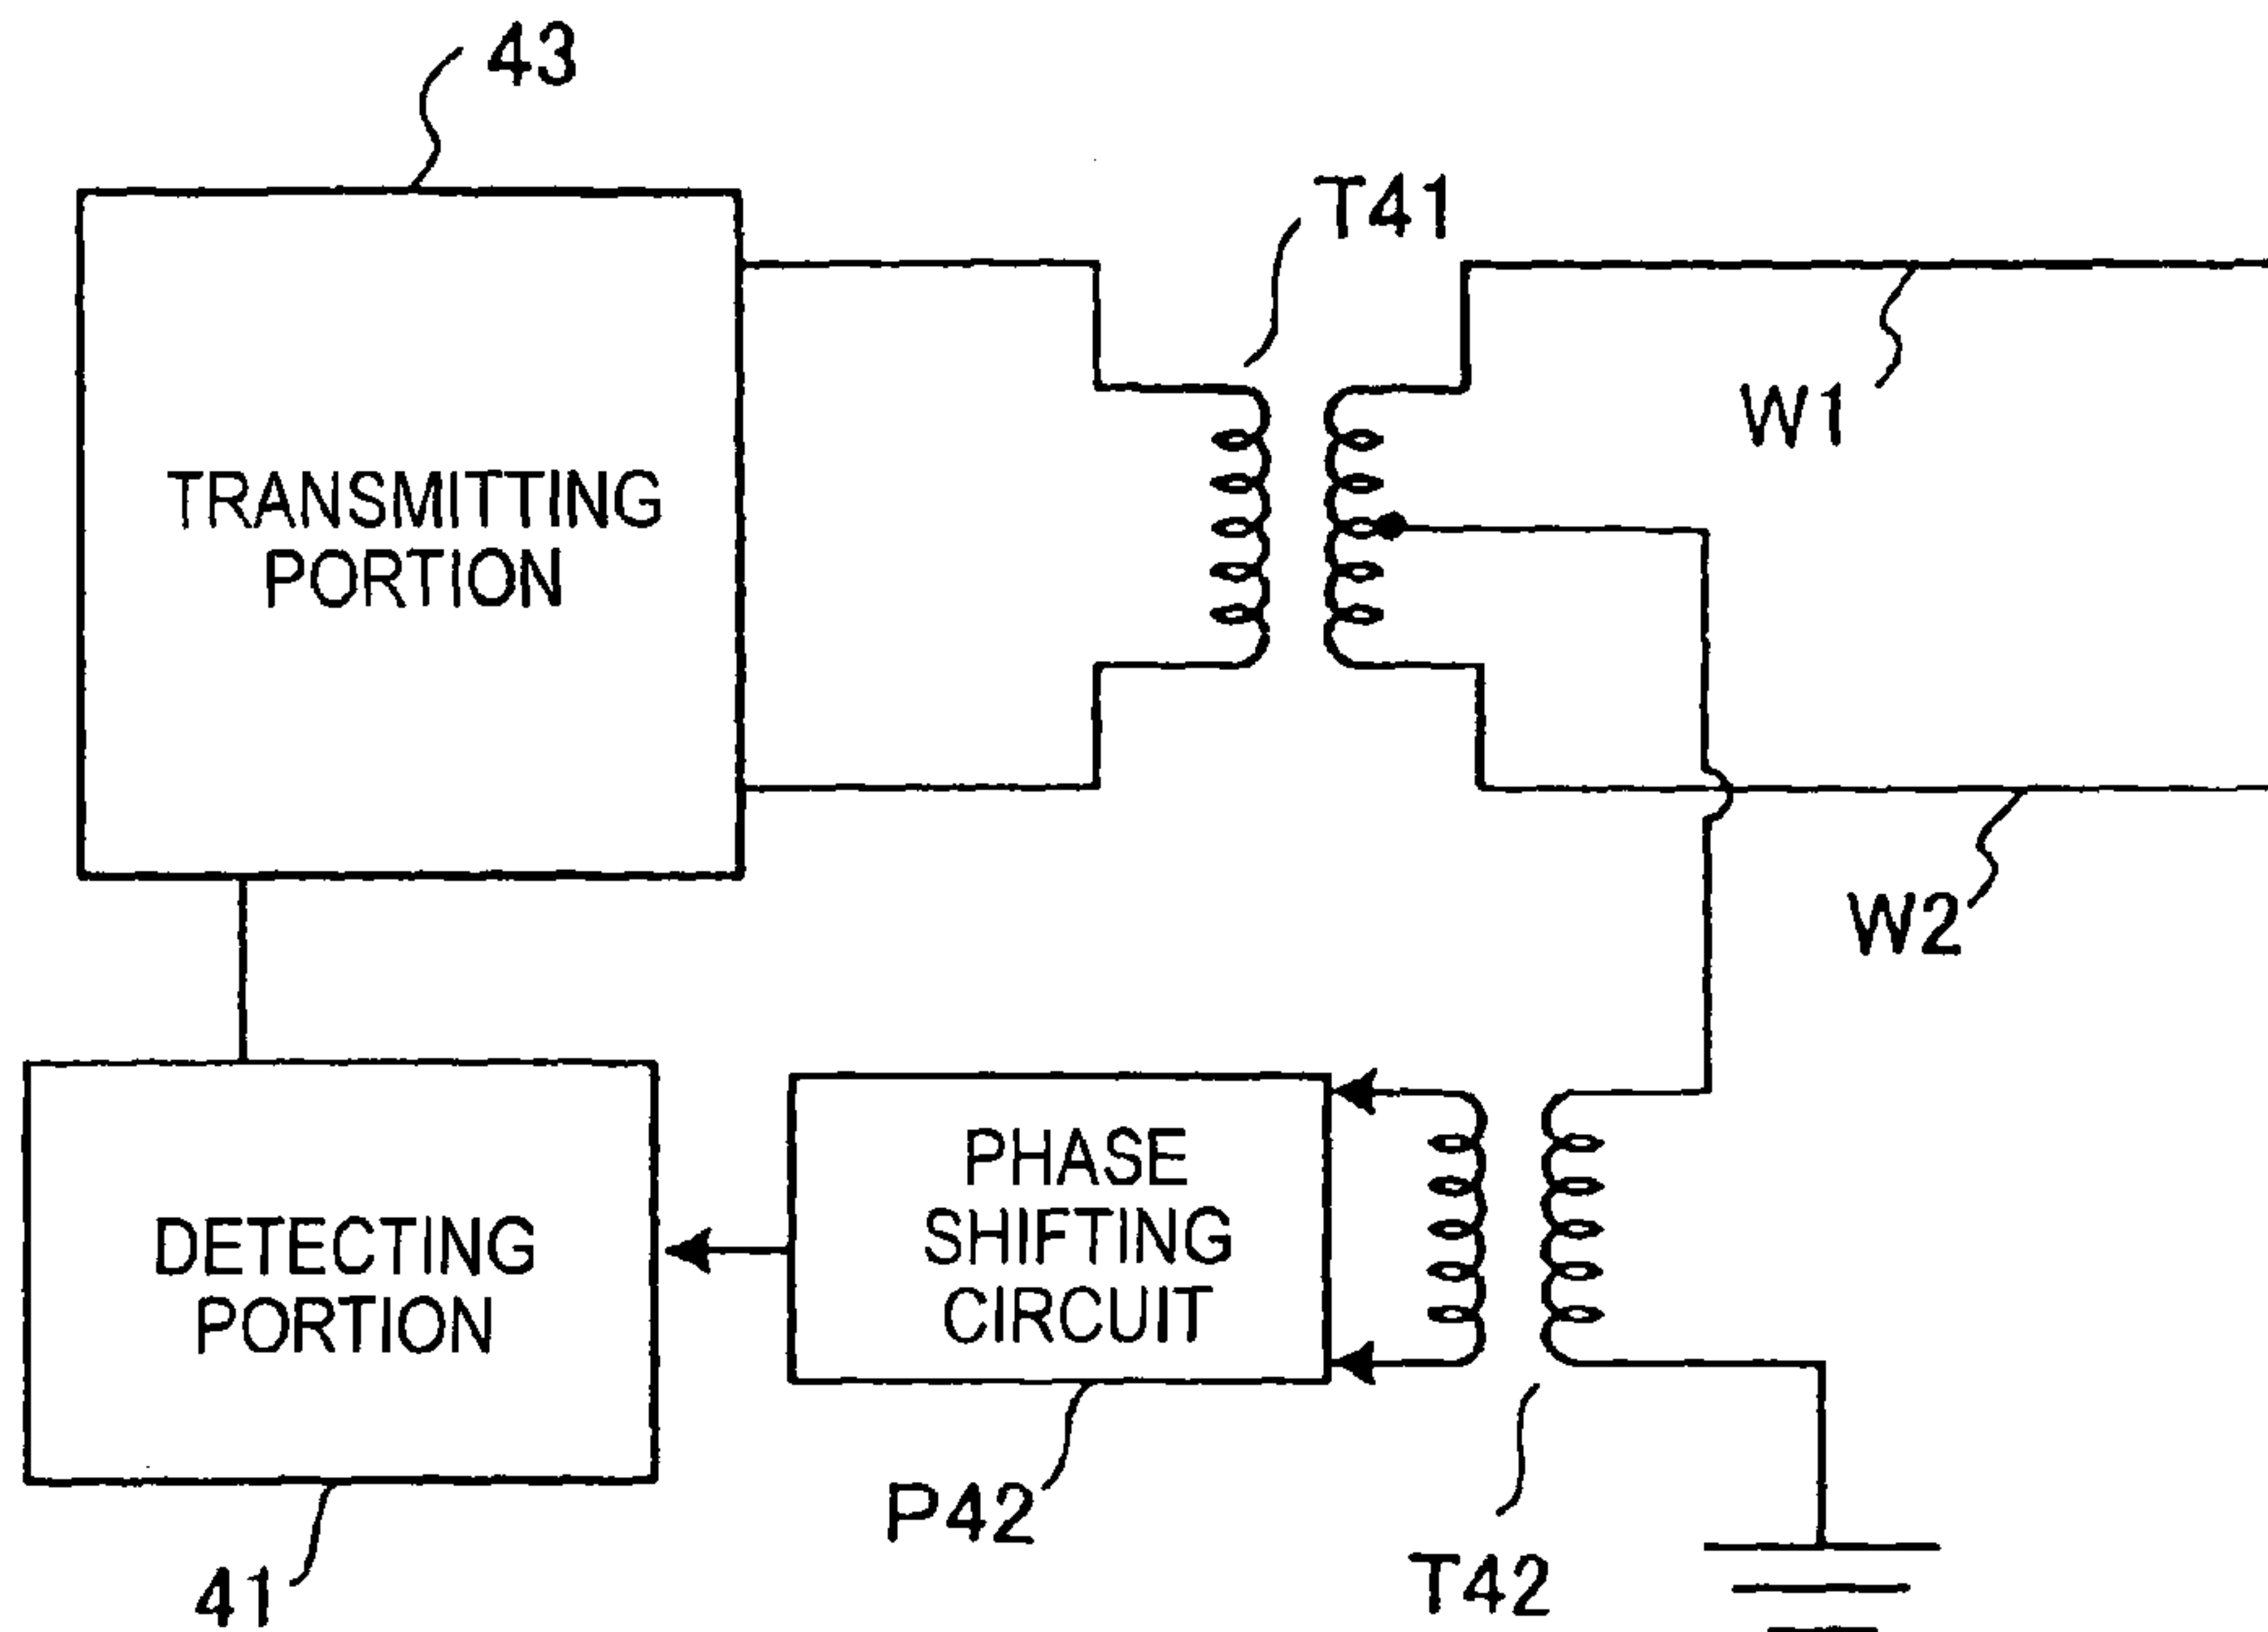 43
T41
W1
TRANSMITTING
PORTION
W2
PHASE
SHIFTING
CIRCUIT
DETECTING
PORTION
P42
T42
41